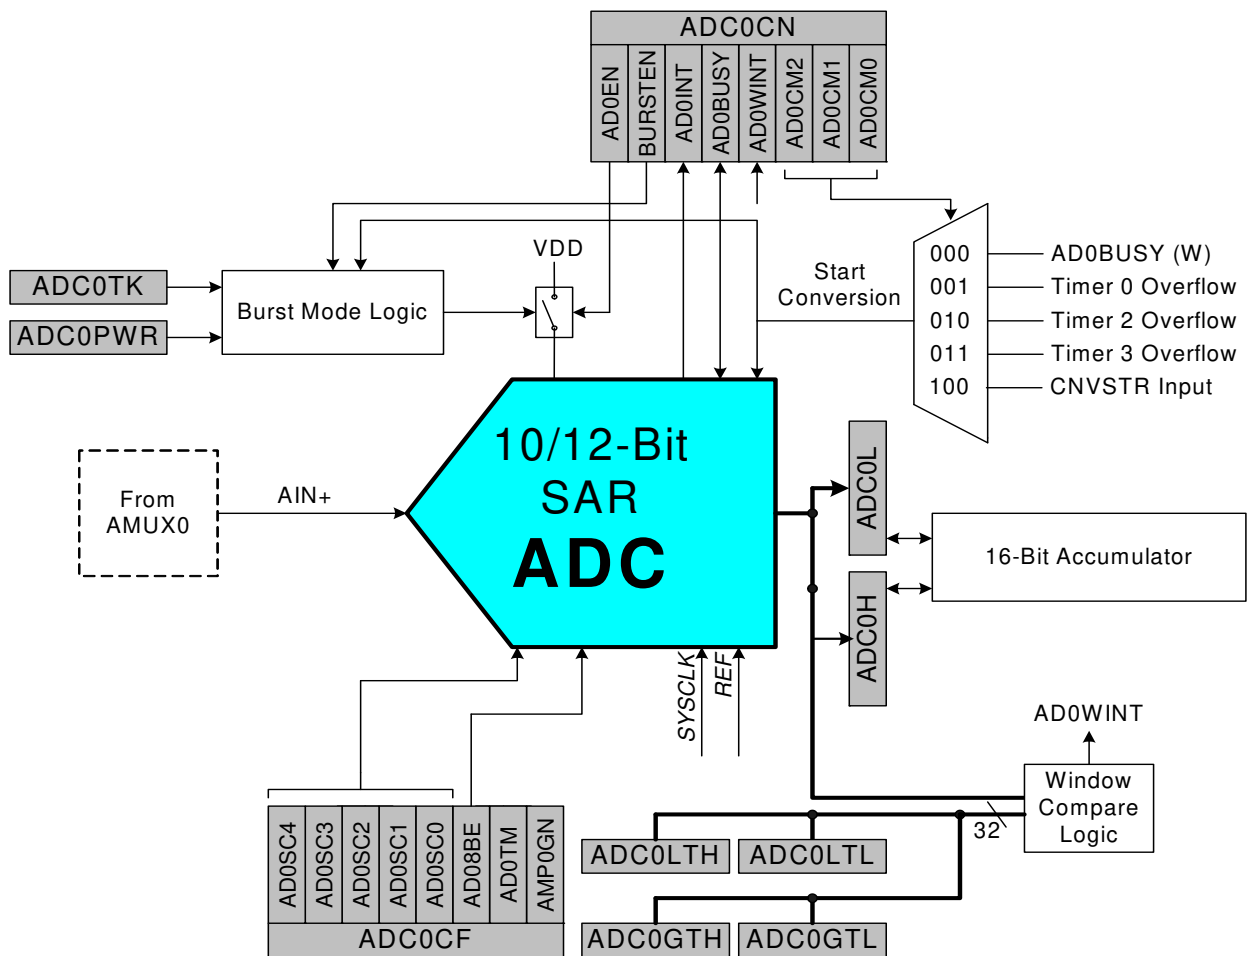 ADC0CN
AD0EN
BURSTEN
AD0INT
AD0BUSY
AD0WINT
AD0CM2
AD0CM1
AD0CM0
VDD
Start
Conversion
000
001
010
011
100
AD0BUSY (W)
Timer 0 Overflow
Timer 2 Overflow
Timer 3 Overflow
CNVSTR Input
ADC0TK
ADC0PWR
Burst Mode Logic
From
AMUX0
AIN+
10/12-Bit
SAR
ADC
ADC0L
ADC0H
16-Bit Accumulator
SYSCLK
REF
AD0WINT
Window
Compare
Logic
32
AD0SC4
AD0SC3
AD0SC2
AD0SC1
AD0SC0
AD08BE
AD0TM
AMP0GN
ADC0CF
ADC0LTH
ADC0LTL
ADC0GTH
ADC0GTL